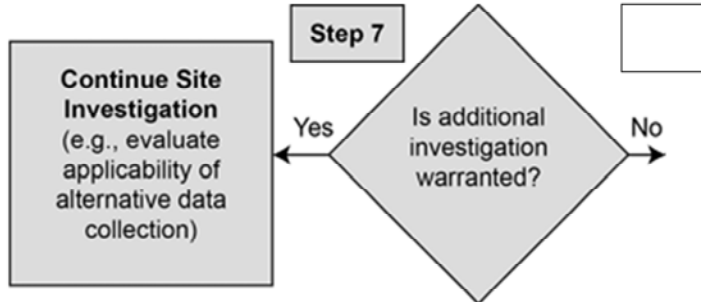 Step 7
Continue Site
Investigation
(e.g., evaluate
applicability of
alternative data
collection)
Yes
Is additional
investigation
warranted?
No